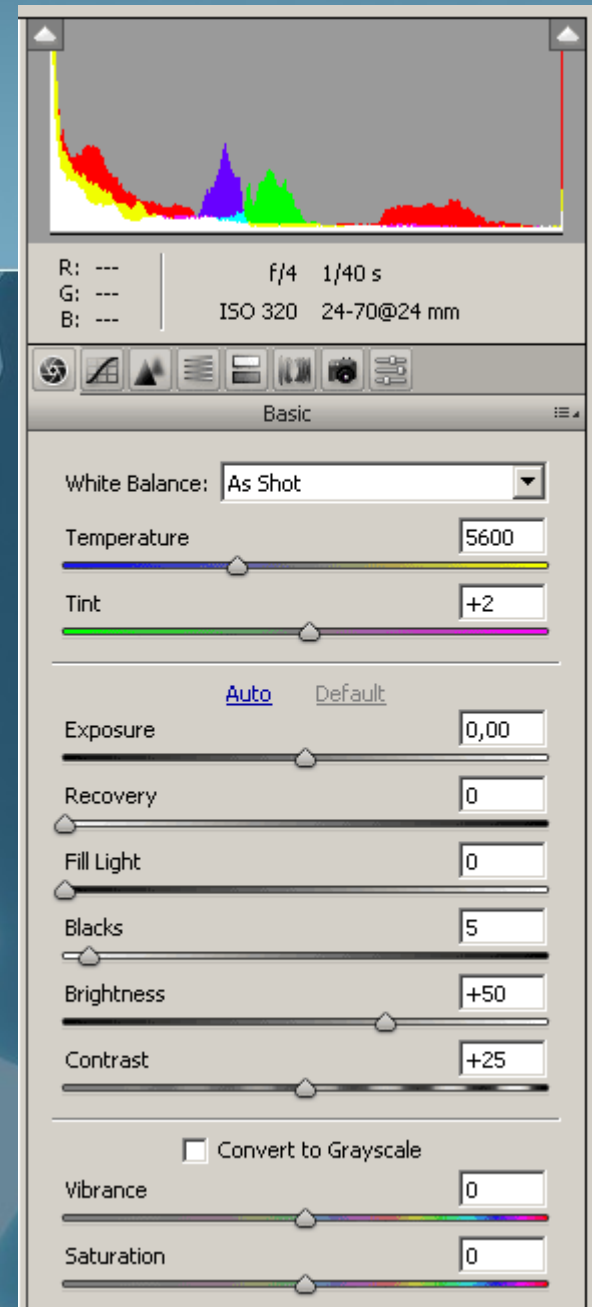 R: ---
G: ---
B: ---
f/4 1/40 s
ISO 320 24-70@24 mm
Basic
White Balance: As Shot
Temperature 5600
Tint +2
Auto Default
Exposure 0,00
Recovery 0
Fill Light 0
Blacks 5
Brightness +50
Contrast +25
Convert to Grayscale
Vibrance 0
Saturation 0